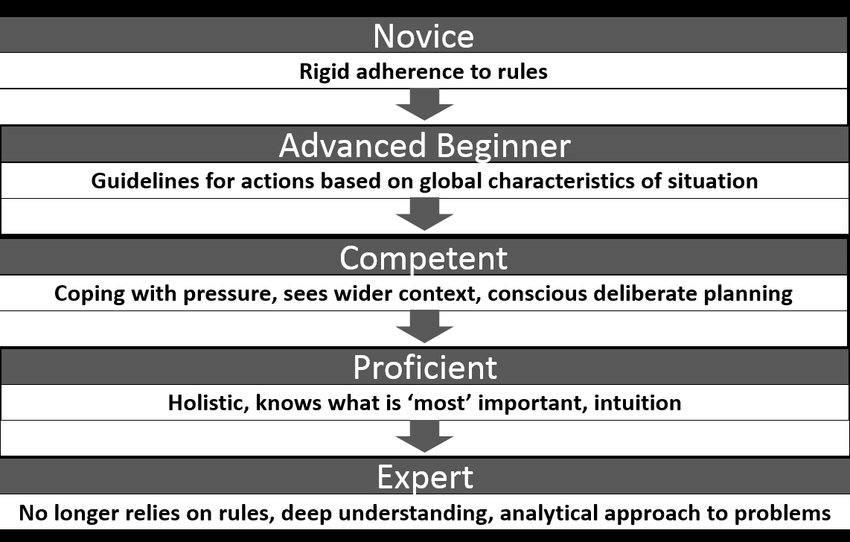 Novice
Rigid adherence to rules
Advanced Beginner
Guidelines for actions based on global characteristics of situation
Competent
Coping with pressure, sees wider context, conscious deliberate planning
Proficient
Holistic, knows what is ‘most’ important, intuition
Expert
No longer relies on rules, deep understanding, analytical approach to problems